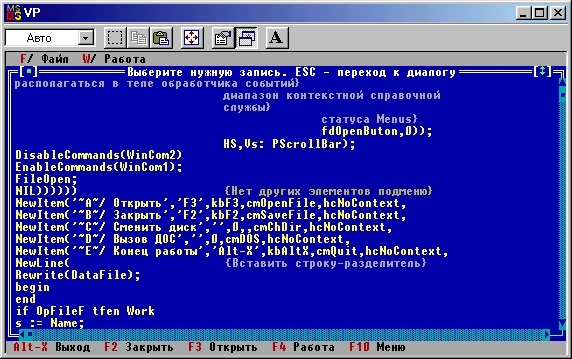 VP
Авто
F/ Файл W/ Работа
Выберите нужную запись. ESC - переход к диалогу
располагаться в теле обработчика событий}
диапазон контекстной справочной
службы}
статуса Menus}
fdOpenButon,0));
HS,Vs: PScrollBar);
DisableCommands(WinCom2)
EnableCommands(WinCom1);
FileOpen;
NIL)))))) {Нет других элементов подменю}
NewItem('~A~/ Открыть','F3',kbF3,cmOpenFile,hcNoContext,
NewItem('~B~/ Закрыть','F2',kbF2,cmSaveFile,hcNoContext,
NewItem('~C~/ Сменить диск','',0,,cmChDir,hcNoContext,
NewItem('~D~/ Вызов ДОС','',0,cmDOS,hcNoContext,
NewItem('~E~/ Конец работы','Alt-X',kbAltX,cmQuit,hcNoContext,
NewLine( {Вставить строку-разделитель}
Rewrite(DataFile);
begin
end
if OpFileF tfen Work
s := Name;
Alt-X Выход F2 Закрыть F3 Открыть F4 Работа F10 Меню